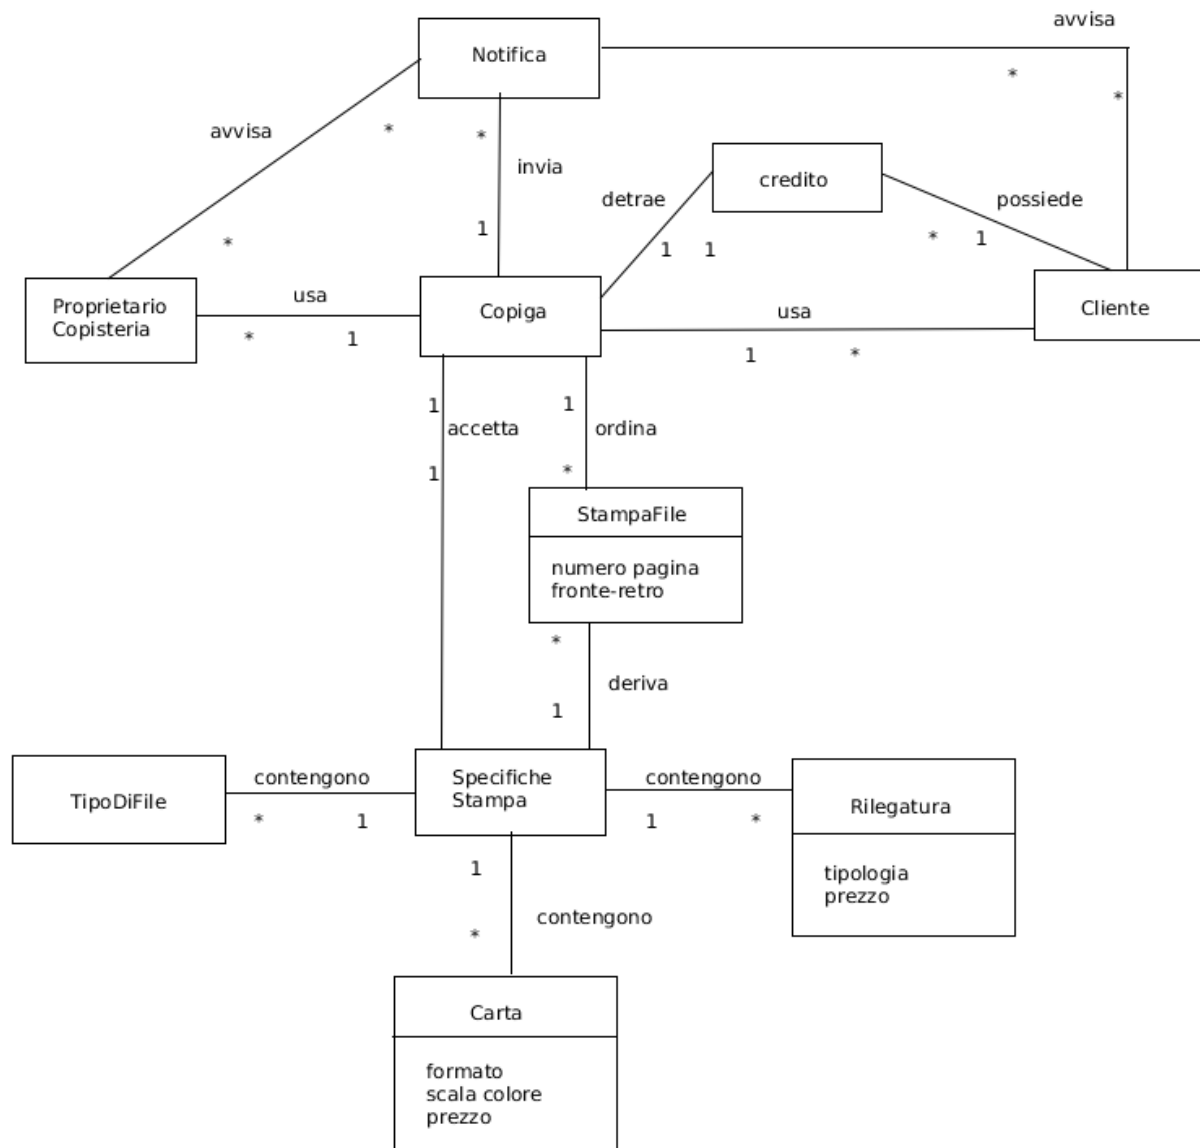 avvisa
Notifica
*
*
avvisa
*
*
invia
credito
detrae
possiede
*
1
1
1
*
1
Proprietario
Copisteria
usa
Copiga
usa
Cliente
*
1
1
*
1
1
accetta
ordina
1
*
StampaFile
numero pagina
fronte-retro
*
deriva
1
TipoDiFile
contengono
Specifiche
Stampa
contengono
Rilegatura
*
1
1
*
tipologia
prezzo
1
contengono
*
Carta
formato
scala colore
prezzo